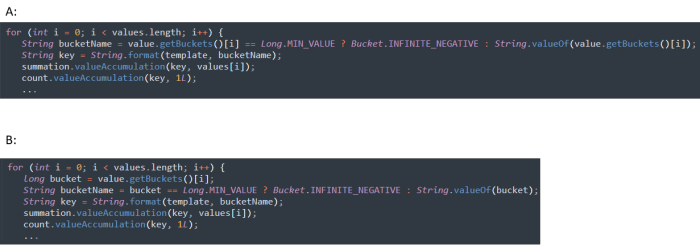 A:
for (int i = 0; i < values.length; i++) {
String bucketName = value.getBuckets()[i] == Long.MIN_VALUE ? Bucket.INFINITE_NEGATIVE : String.valueOf(value.getBuckets()[i]);
String key = String.format(template, bucketName);
summation.valueAccumulation(key, values[i]);
count.valueAccumulation(key, 1L);
...
B:
for (int i = 0; i < values.length; i++) {
long bucket = value.getBuckets()[i];
String bucketName = bucket == Long.MIN_VALUE ? Bucket.INFINITE_NEGATIVE : String.valueOf(bucket);
String key = String.format(template, bucketName);
summation.valueAccumulation(key, values[i]);
count.valueAccumulation(key, 1L);
...